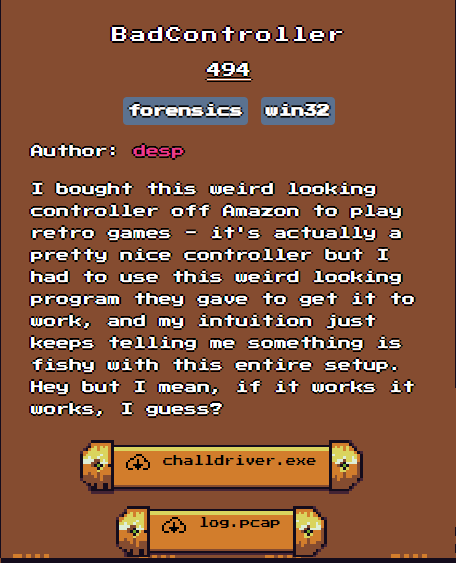 BadController
494
forensics win32
Author: desp
I bought this weird looking
controller off Amazon to play
retro games - it's actually a
pretty nice controller but I
had to use this weird looking
program they gave to get it to
work, and my intuition just
keeps telling me something is
fishy with this entire setup.
Hey but I mean, if it works it
works, I guess?
challdriver.exe
log.pcap